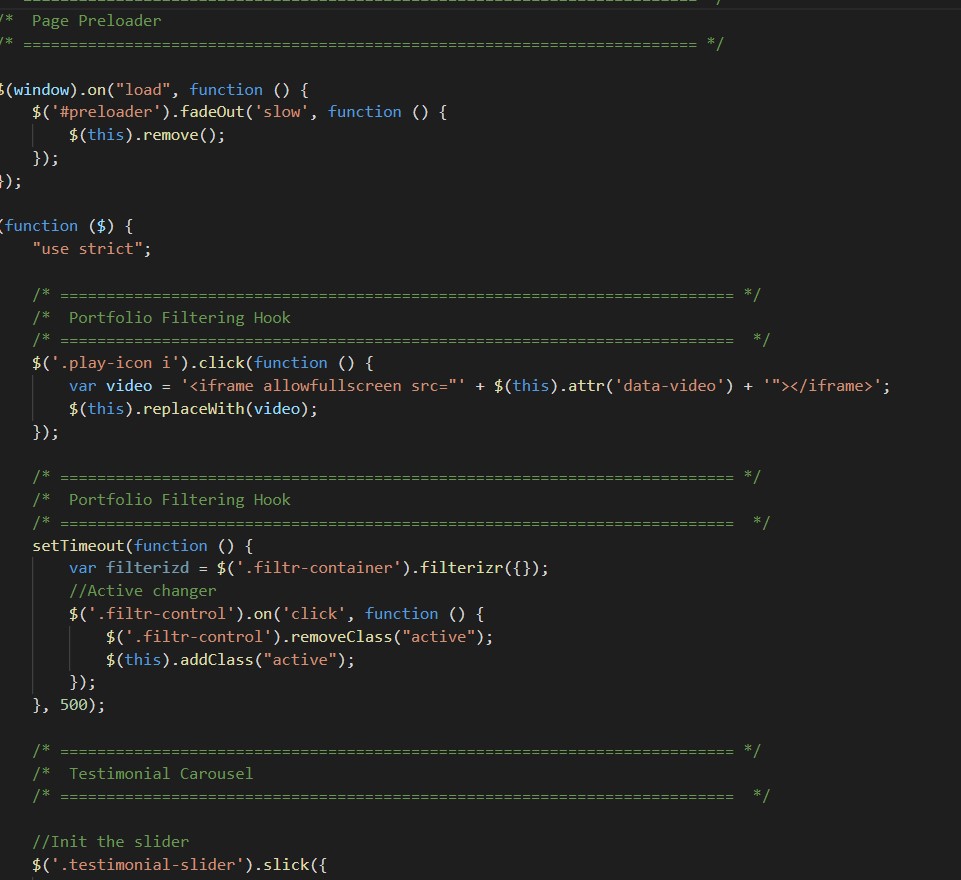 ============================================================================ */
/*  Page Preloader
/* ========================================================================= */
$(window).on("load", function () {
    $('#preloader').fadeOut('slow', function () {
        $(this).remove();
    });
});
(function ($) {
    "use strict";
    /* ========================================================================= */
    /*  Portfolio Filtering Hook
    /* =========================================================================  */
    $('.play-icon i').click(function () {
        var video = '<iframe allowfullscreen src="' + $(this).attr('data-video') + '"></iframe>';
        $(this).replaceWith(video);
    });
    /* ========================================================================= */
    /*  Portfolio Filtering Hook
    /* =========================================================================  */
    setTimeout(function () {
        var filterizd = $('.filtr-container').filterizr({});
        //Active changer
        $('.filtr-control').on('click', function () {
            $('.filtr-control').removeClass("active");
            $(this).addClass("active");
        });
    }, 500);
    /* ========================================================================= */
    /*  Testimonial Carousel
    /* =========================================================================  */
    //Init the slider
    $('.testimonial-slider').slick({